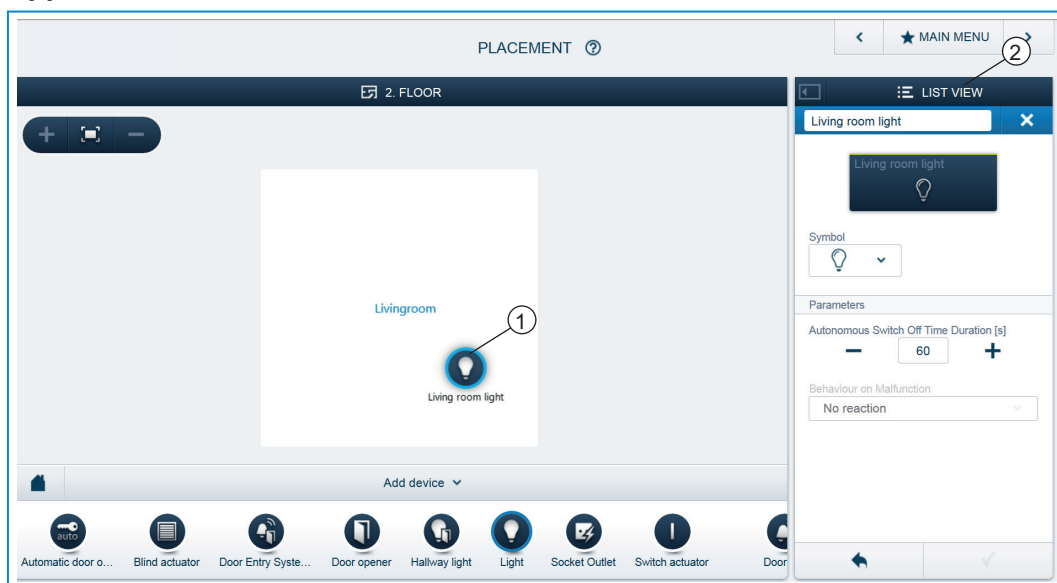 PLACEMENT ?
< ★ MAIN MENU >
2
2. FLOOR
LIST VIEW
Living room light
Living room light
Symbol
Livingroom
1
Living room light
Parameters
Autonomous Switch Off Time Duration [s]
− 60 +
Behaviour on Malfunction
No reaction
Add device
auto
Automatic door o... Blind actuator Door Entry Syste... Door opener Hallway light Light Socket Outlet Switch actuator Door